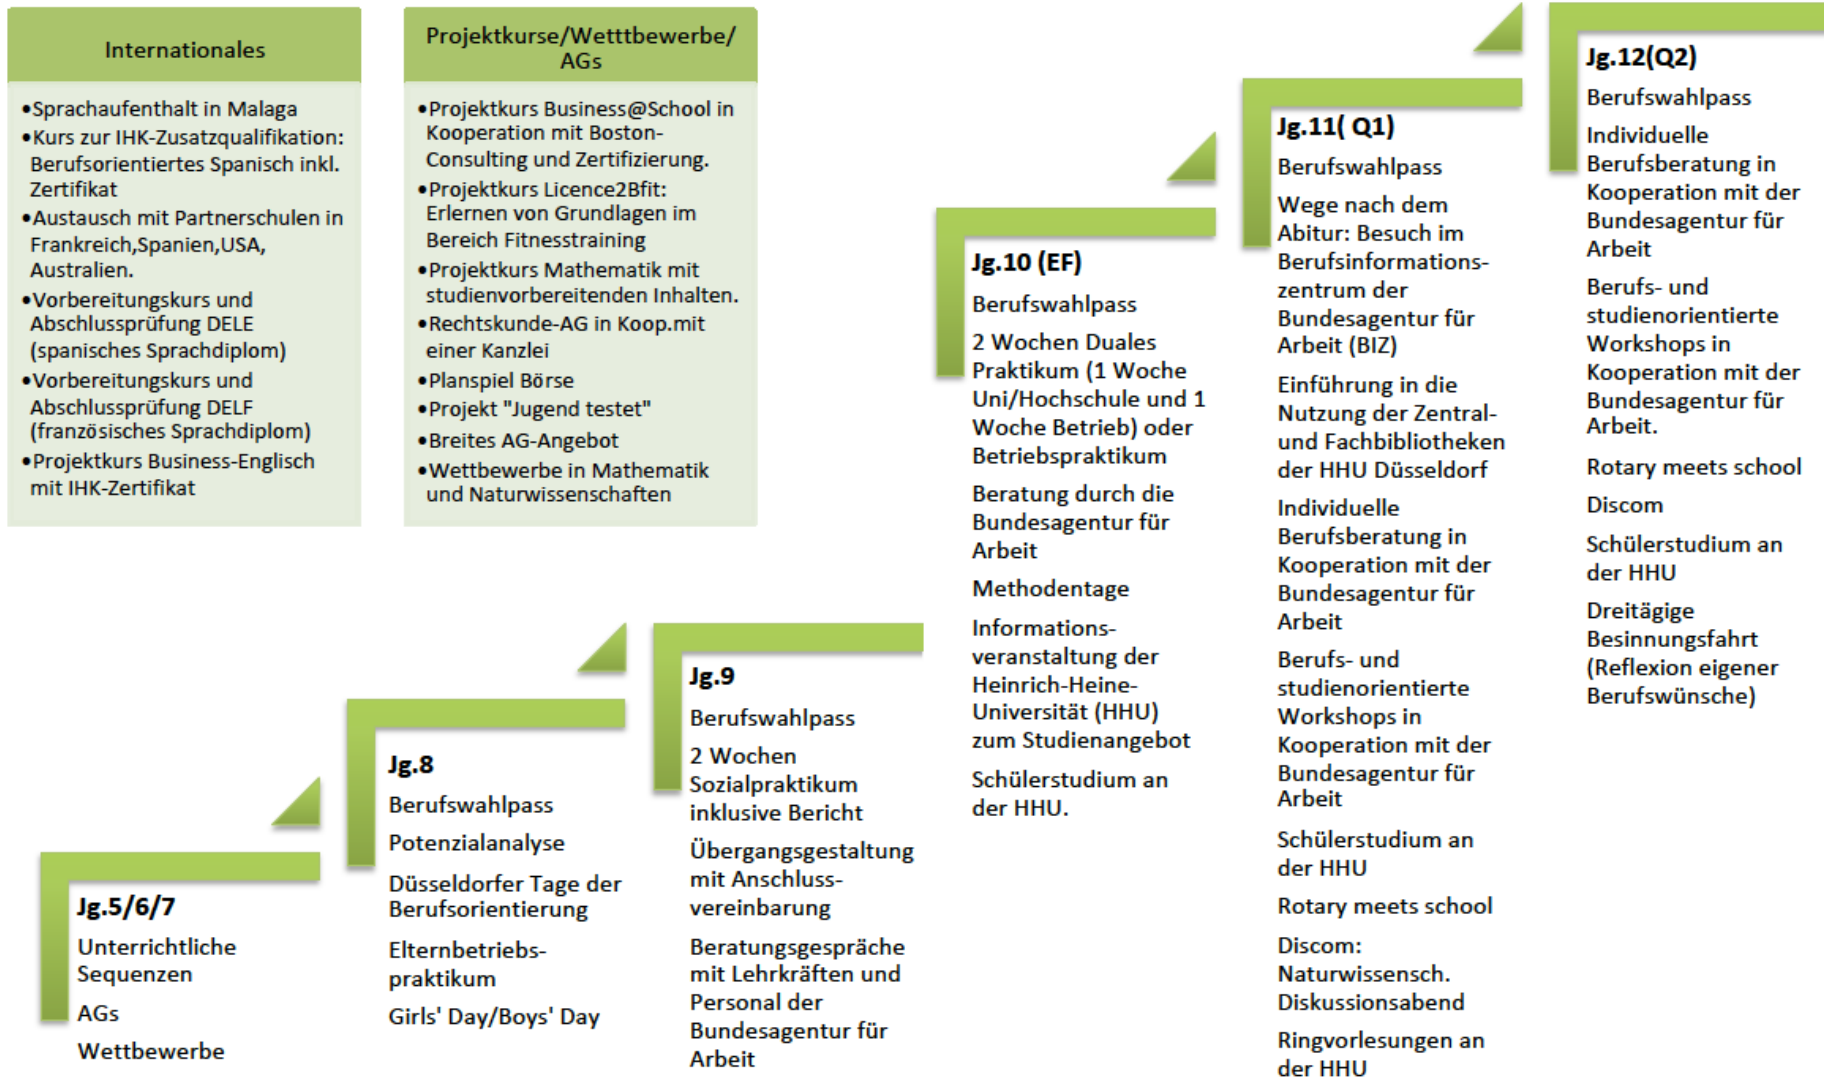 Internationales
•Sprachaufenthalt in Malaga
•Kurs zur IHK-Zusatzqualifikation:
Berufsorientiertes Spanisch inkl.
Zertifikat
•Austausch mit Partnerschulen in
Frankreich,Spanien,USA,
Australien.
•Vorbereitungskurs und
Abschlussprüfung DELE
(spanisches Sprachdiplom)
•Vorbereitungskurs und
Abschlussprüfung DELF
(französisches Sprachdiplom)
•Projektkurs Business-Englisch
mit IHK-Zertifikat
Projektkurse/Wetttbewerbe/
AGs
•Projektkurs Business@School in
Kooperation mit Boston-
Consulting und Zertifizierung.
•Projektkurs Licence2Bfit:
Erlernen von Grundlagen im
Bereich Fitnesstraining
•Projektkurs Mathematik mit
studienvorbereitenden Inhalten.
•Rechtskunde-AG in Koop.mit
einer Kanzlei
•Planspiel Börse
•Projekt "Jugend testet"
•Breites AG-Angebot
•Wettbewerbe in Mathematik
und Naturwissenschaften
Jg.5/6/7
Unterrichtliche
Sequenzen
AGs
Wettbewerbe
Jg.8
Berufswahlpass
Potenzialanalyse
Düsseldorfer Tage der
Berufsorientierung
Elternbetriebs-
praktikum
Girls' Day/Boys' Day
Jg.9
Berufswahlpass
2 Wochen
Sozialpraktikum
inklusive Bericht
Übergangsgestaltung
mit Anschluss-
vereinbarung
Beratungsgespräche
mit Lehrkräften und
Personal der
Bundesagentur für
Arbeit
Jg.10 (EF)
Berufswahlpass
2 Wochen Duales
Praktikum (1 Woche
Uni/Hochschule und 1
Woche Betrieb) oder
Betriebspraktikum
Beratung durch die
Bundesagentur für
Arbeit
Methodentage
Informations-
veranstaltung der
Heinrich-Heine-
Universität (HHU)
zum Studienangebot
Schülerstudium an
der HHU.
Jg.11( Q1)
Berufswahlpass
Wege nach dem
Abitur: Besuch im
Berufsinformations-
zentrum der
Bundesagentur für
Arbeit (BIZ)
Einführung in die
Nutzung der Zentral-
und Fachbibliotheken
der HHU Düsseldorf
Individuelle
Berufsberatung in
Kooperation mit der
Bundesagentur für
Arbeit
Berufs- und
studienorientierte
Workshops in
Kooperation mit der
Bundesagentur für
Arbeit
Schülerstudium an
der HHU
Rotary meets school
Discom:
Naturwissensch.
Diskussionsabend
Ringvorlesungen an
der HHU
Jg.12(Q2)
Berufswahlpass
Individuelle
Berufsberatung in
Kooperation mit der
Bundesagentur für
Arbeit
Berufs- und
studienorientierte
Workshops in
Kooperation mit der
Bundesagentur für
Arbeit.
Rotary meets school
Discom
Schülerstudium an
der HHU
Dreitägige
Besinnungsfahrt
(Reflexion eigener
Berufswünsche)